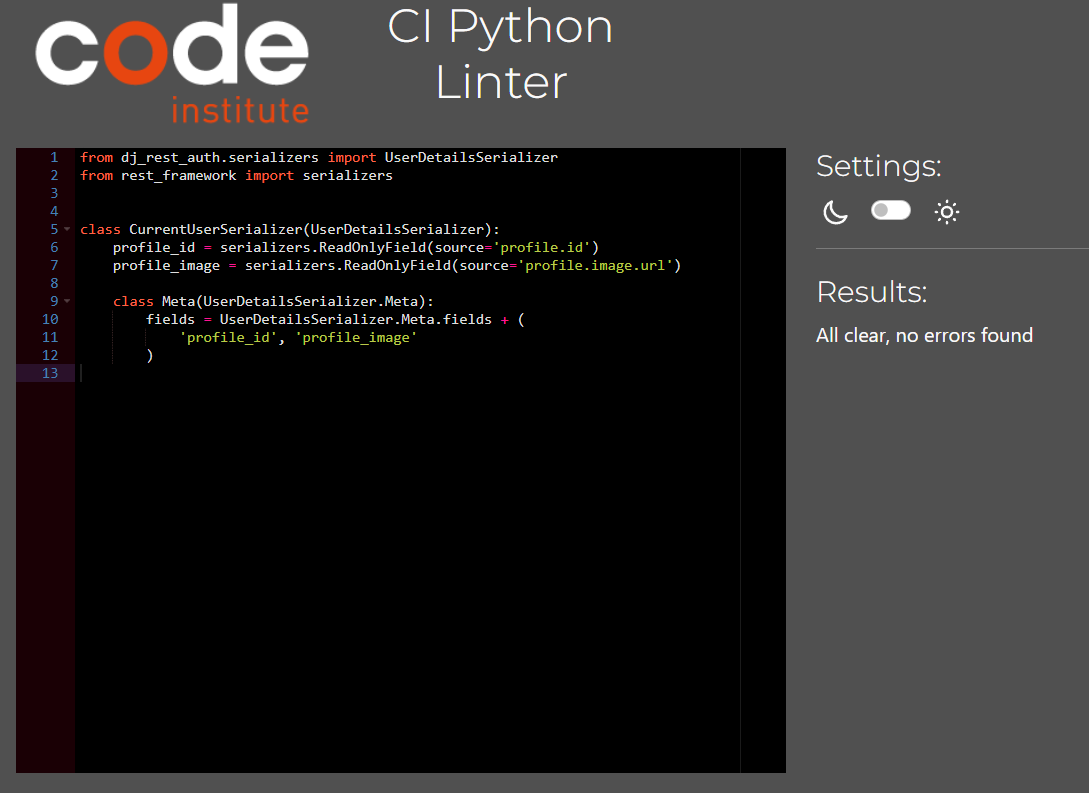 code
institute
CI Python
Linter
1 from dj_rest_auth.serializers import UserDetailsSerializer
2 from rest_framework import serializers
3
4
5 class CurrentUserSerializer(UserDetailsSerializer):
6     profile_id = serializers.ReadOnlyField(source='profile.id')
7     profile_image = serializers.ReadOnlyField(source='profile.image.url')
8
9     class Meta(UserDetailsSerializer.Meta):
10         fields = UserDetailsSerializer.Meta.fields + (
11             'profile_id', 'profile_image'
12         )
13
Settings:
Results:
All clear, no errors found